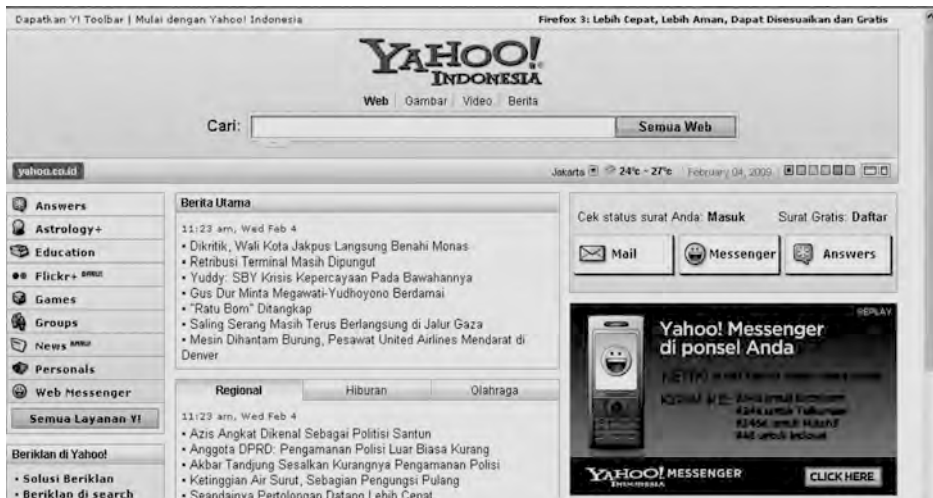 Dapatkan Y! Toolbar | Mulai dengan Yahoo! Indonesia
Firefox 3: Lebih Cepat, Lebih Aman, Dapat Disesuaikan dan Gratis
YAHOO!
INDONESIA
Web Gambar Video Berita
Cari: Semua Web
yahoo.co.id
Jakarta 24°c - 27°c February 04, 2009
Answers
Astrology+
Education
Flickr+
Games
Groups
News
Personals
Web Messenger
Semua Layanan Y!
Beriklan di Yahoo!
• Solusi Beriklan
• Beriklan di search
Berita Utama
11:23 am, Wed Feb 4
• Dikritik, Wali Kota Jakpus Langsung Benahi Monas
• Retribusi Terminal Masih Dipungut
• Yuddy: SBY Krisis Kepercayaan Pada Bawahannya
• Gus Dur Minta Megawati-Yudhoyono Berdamai
• "Ratu Bom" Ditangkap
• Saling Serang Masih Terus Berlangsung di Jalur Gaza
• Mesin Dihantam Burung, Pesawat United Airlines Mendarat di
Denver
Regional Hiburan Olahraga
11:23 am, Wed Feb 4
• Azis Angkat Dikenal Sebagai Politisi Santun
• Anggota DPRD: Pengamanan Polisi Luar Biasa Kurang
• Akbar Tandjung Sesalkan Kurangnya Pengamanan Polisi
• Ketinggian Air Surut, Sebagian Pengungsi Pulang
• Seandainya Pertolongan Datang Lebih Cepat
Cek status surat Anda: Masuk Surat Gratis: Daftar
Mail Messenger Answers
REPLAY
Yahoo! Messenger
di ponsel Anda
YAHOO! MESSENGER
INDONESIA
CLICK HERE